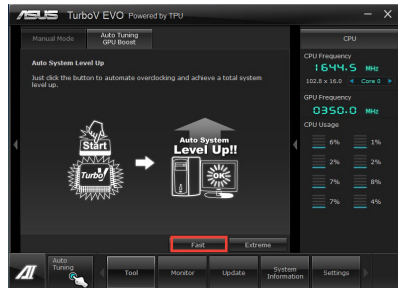 ASUS TurboV EVO Powered by TPU
Manual Mode
Auto Tuning
GPU Boost
Auto System Level Up
Just click the button to automate overclocking and achieve a total system
level up.
Start
Turbo!
Auto System
Level Up!!
OK
Fast
Extreme
CPU
CPU Frequency
1644.5 MHz
102.8 x 16.0 Core 0
GPU Frequency
0350.0 MHz
CPU Usage
6% 1%
2% 2%
7% 8%
7% 4%
AI
Auto
Tuning
Tool
Monitor
Update
System
Information
Settings